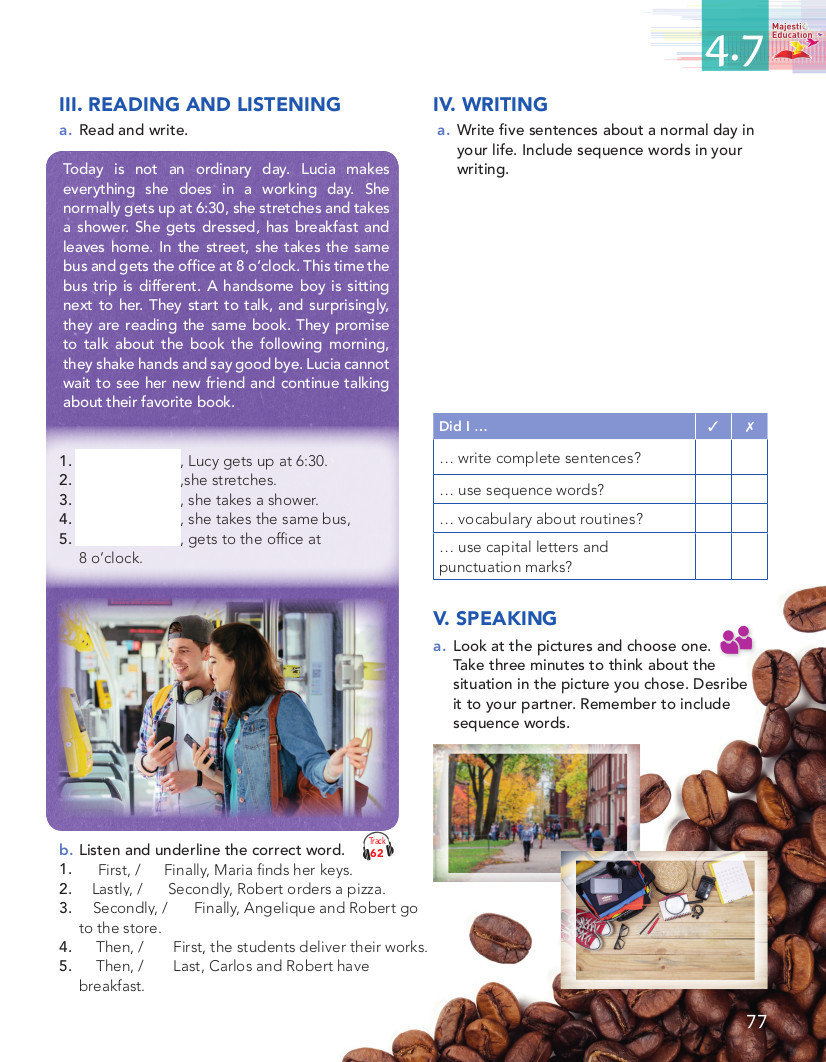 4.7
Majestic
Education
III. READING AND LISTENING
a. Read and write.
Today is not an ordinary day. Lucia makes
everything she does in a working day. She
normally gets up at 6:30, she stretches and takes
a shower. She gets dressed, has breakfast and
leaves home. In the street, she takes the same
bus and gets the office at 8 o’clock. This time the
bus trip is different. A handsome boy is sitting
next to her. They start to talk, and surprisingly,
they are reading the same book. They promise
to talk about the book the following morning,
they shake hands and say good bye. Lucia cannot
wait to see her new friend and continue talking
about their favorite book.
1. , Lucy gets up at 6:30.
2. ,she stretches.
3. , she takes a shower.
4. , she takes the same bus,
5. , gets to the office at
8 o’clock.
b. Listen and underline the correct word.
Track
62
1. First, / Finally, Maria finds her keys.
2. Lastly, / Secondly, Robert orders a pizza.
3. Secondly, / Finally, Angelique and Robert go
to the store.
4. Then, / First, the students deliver their works.
5. Then, / Last, Carlos and Robert have
breakfast.
IV. WRITING
a. Write five sentences about a normal day in
your life. Include sequence words in your
writing.
Did I ... ✓ ✗
... write complete sentences?
... use sequence words?
... vocabulary about routines?
... use capital letters and
punctuation marks?
V. SPEAKING
a. Look at the pictures and choose one.
Take three minutes to think about the
situation in the picture you chose. Desribe
it to your partner. Remember to include
sequence words.
77